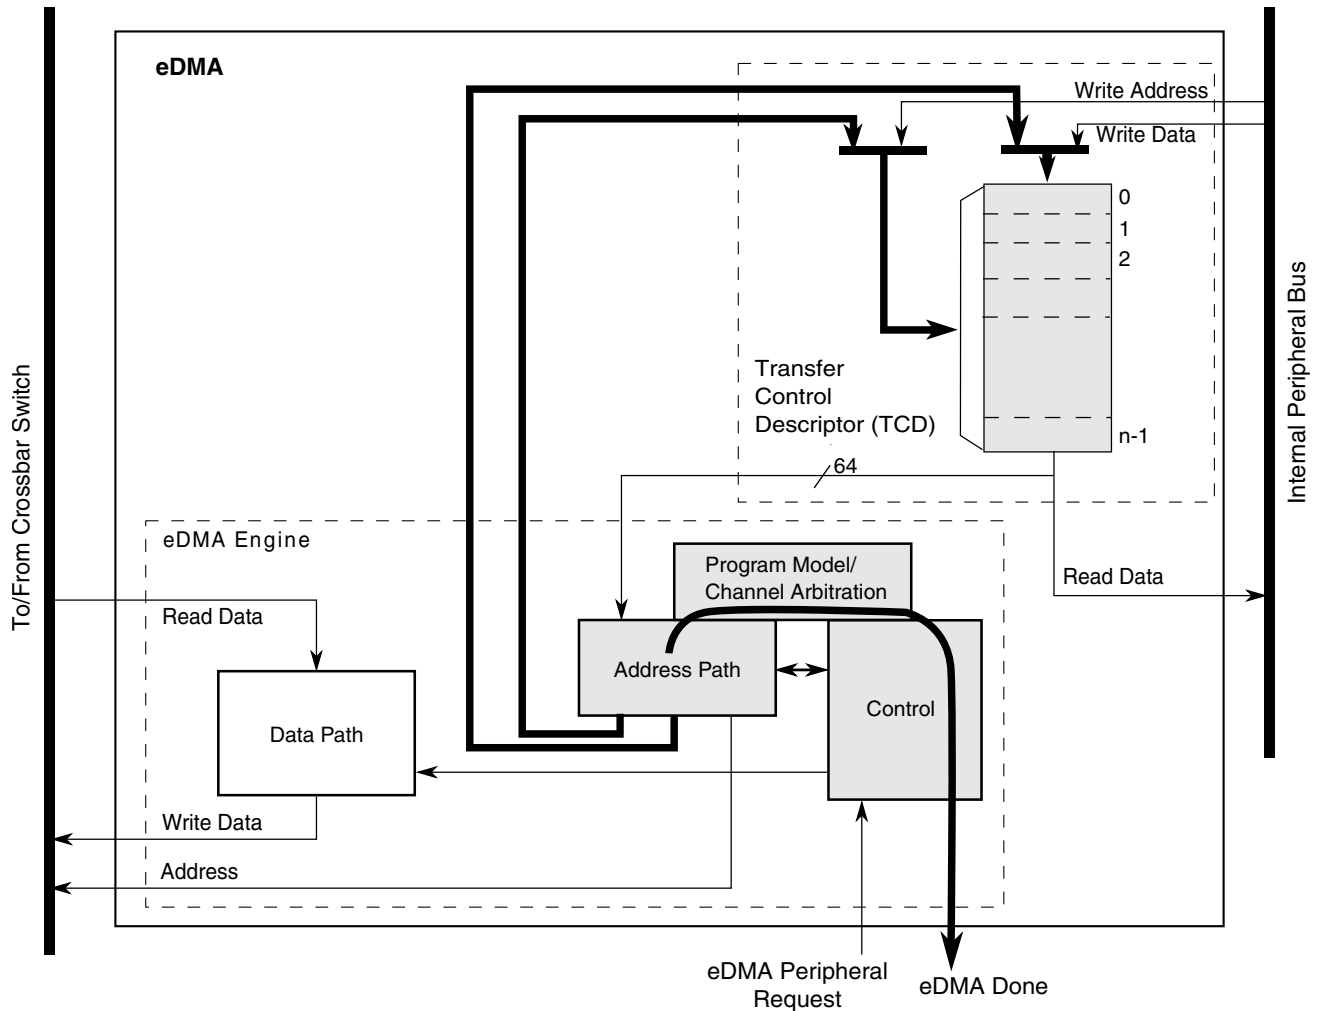 eDMA
Write Address
Write Data
0
1
2
n-1
Transfer
Control
Descriptor (TCD)
64
To/From Crossbar Switch
Internal Peripheral Bus
eDMA Engine
Program Model/
Channel Arbitration
Read Data
Read Data
Address Path
Control
Data Path
Write Data
Address
eDMA Peripheral
Request
eDMA Done